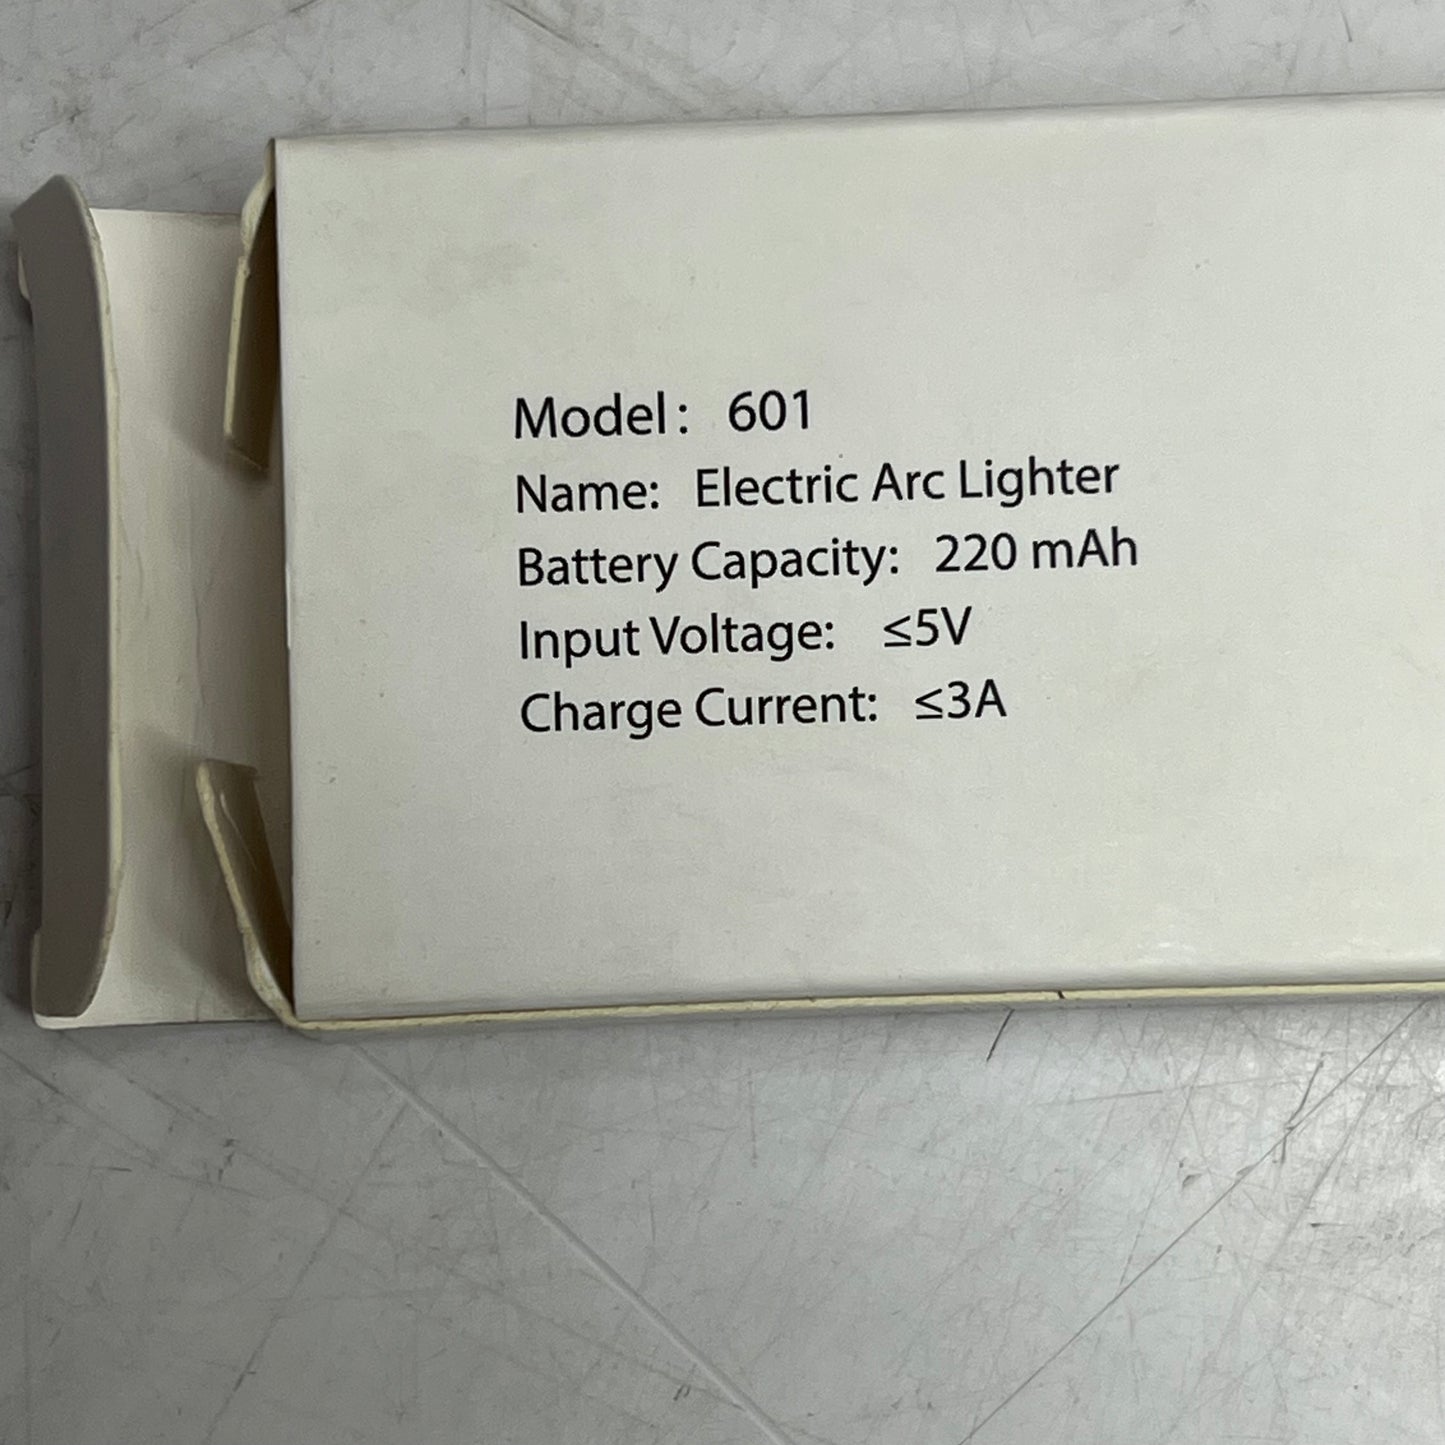 Model: 601
Name: Electric Arc Lighter
Battery Capacity: 220 mAh
Input Voltage: ≤5V
Charge Current: ≤3A